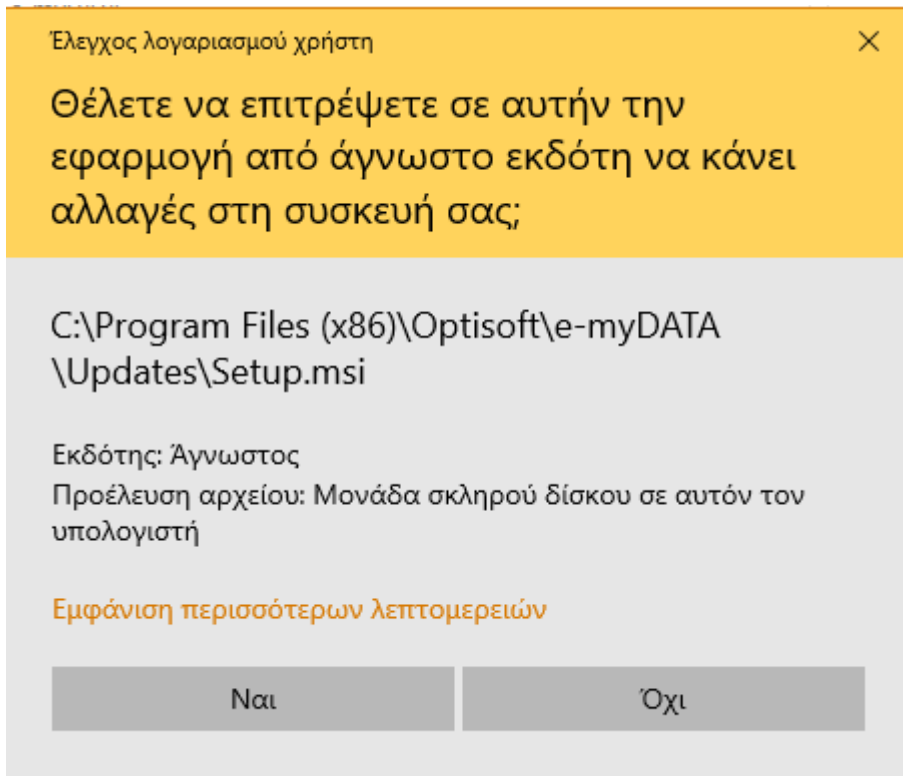 Έλεγχος λογαριασμού χρήστη
Θέλετε να επιτρέψετε σε αυτήν την
εφαρμογή από άγνωστο εκδότη να κάνει
αλλαγές στη συσκευή σας;
C:\Program Files (x86)\Optisoft\e-myDATA
\Updates\Setup.msi
Εκδότης: Άγνωστος
Προέλευση αρχείου: Μονάδα σκληρού δίσκου σε αυτόν τον
υπολογιστή
Εμφάνιση περισσότερων λεπτομερειών
Ναι
Όχι